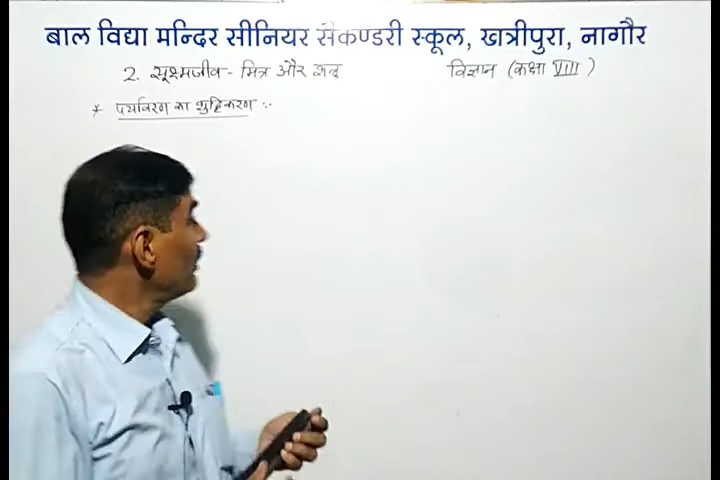 बाल विद्या मन्दिर सीनियर सैकण्डरी स्कूल, खात्रीपुरा, नागौर
2. सूक्ष्मजीव - मित्र और शत्रु विज्ञान (कक्षा VIII)
* पर्यावरण का शुद्धिकरण :-